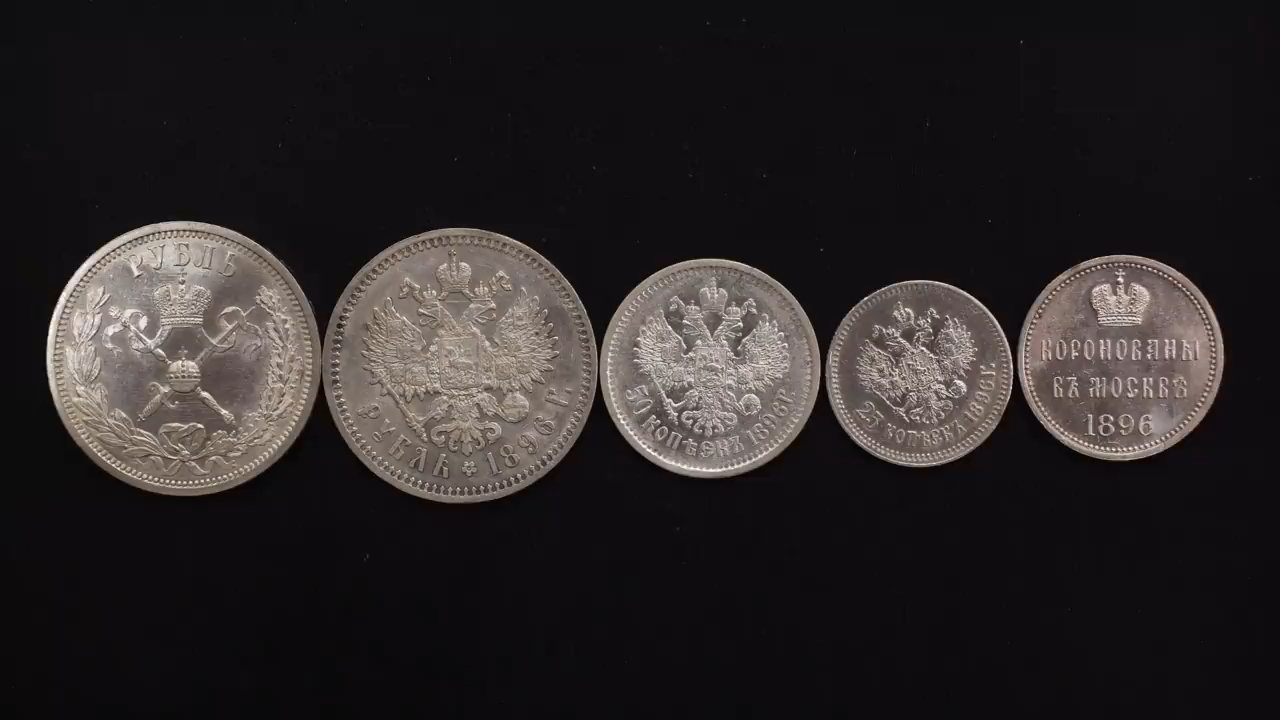 РУБЛЬ
РУБЛЬ 1896 Г.
50 КОПѢЕКЪ 1896 Г.
25 КОПѢЕКЪ 1896 Г.
КОРОНОВАНЫ
ВЪ МОСКВѢ
1896